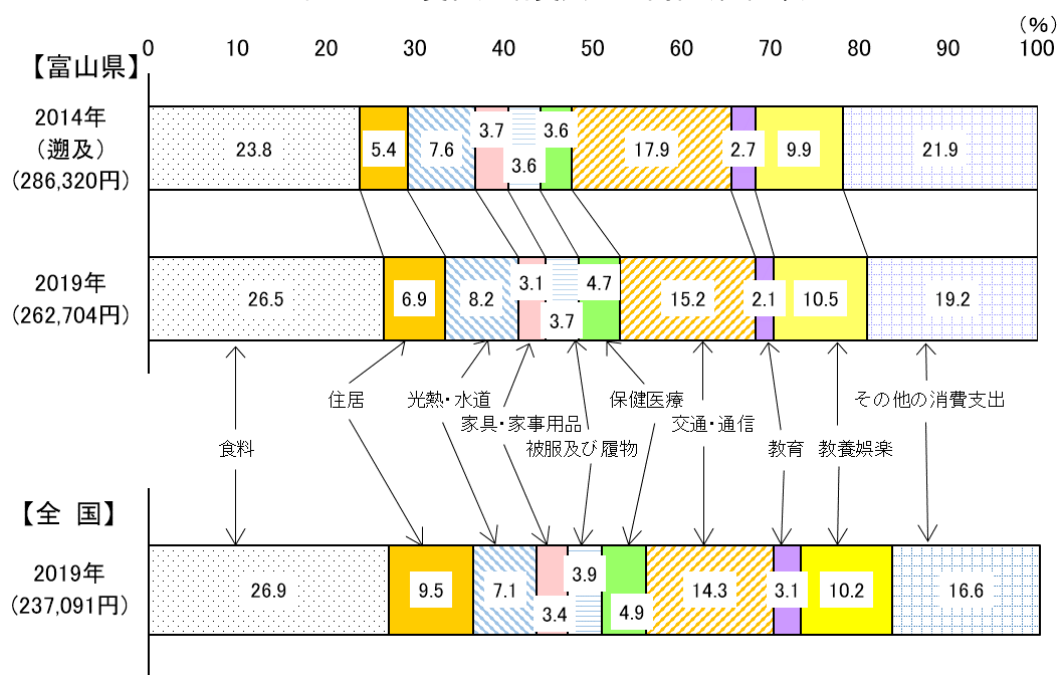 (％)
0 10 20 30 40 50 60 70 80 90 100
【富山県】
2014年
（遡及）
(286,320円)
23.8 5.4 7.6 3.7 3.6 3.6 17.9 2.7 9.9 21.9
2019年
(262,704円)
26.5 6.9 8.2 3.1 3.7 4.7 15.2 2.1 10.5 19.2
住居 光熱・水道 保健医療 その他の消費支出
家具・家事用品 交通・通信
食料 被服及び履物 教育 教養娯楽
【全 国】
2019年
(237,091円)
26.9 9.5 7.1 3.4 3.9 4.9 14.3 3.1 10.2 16.6